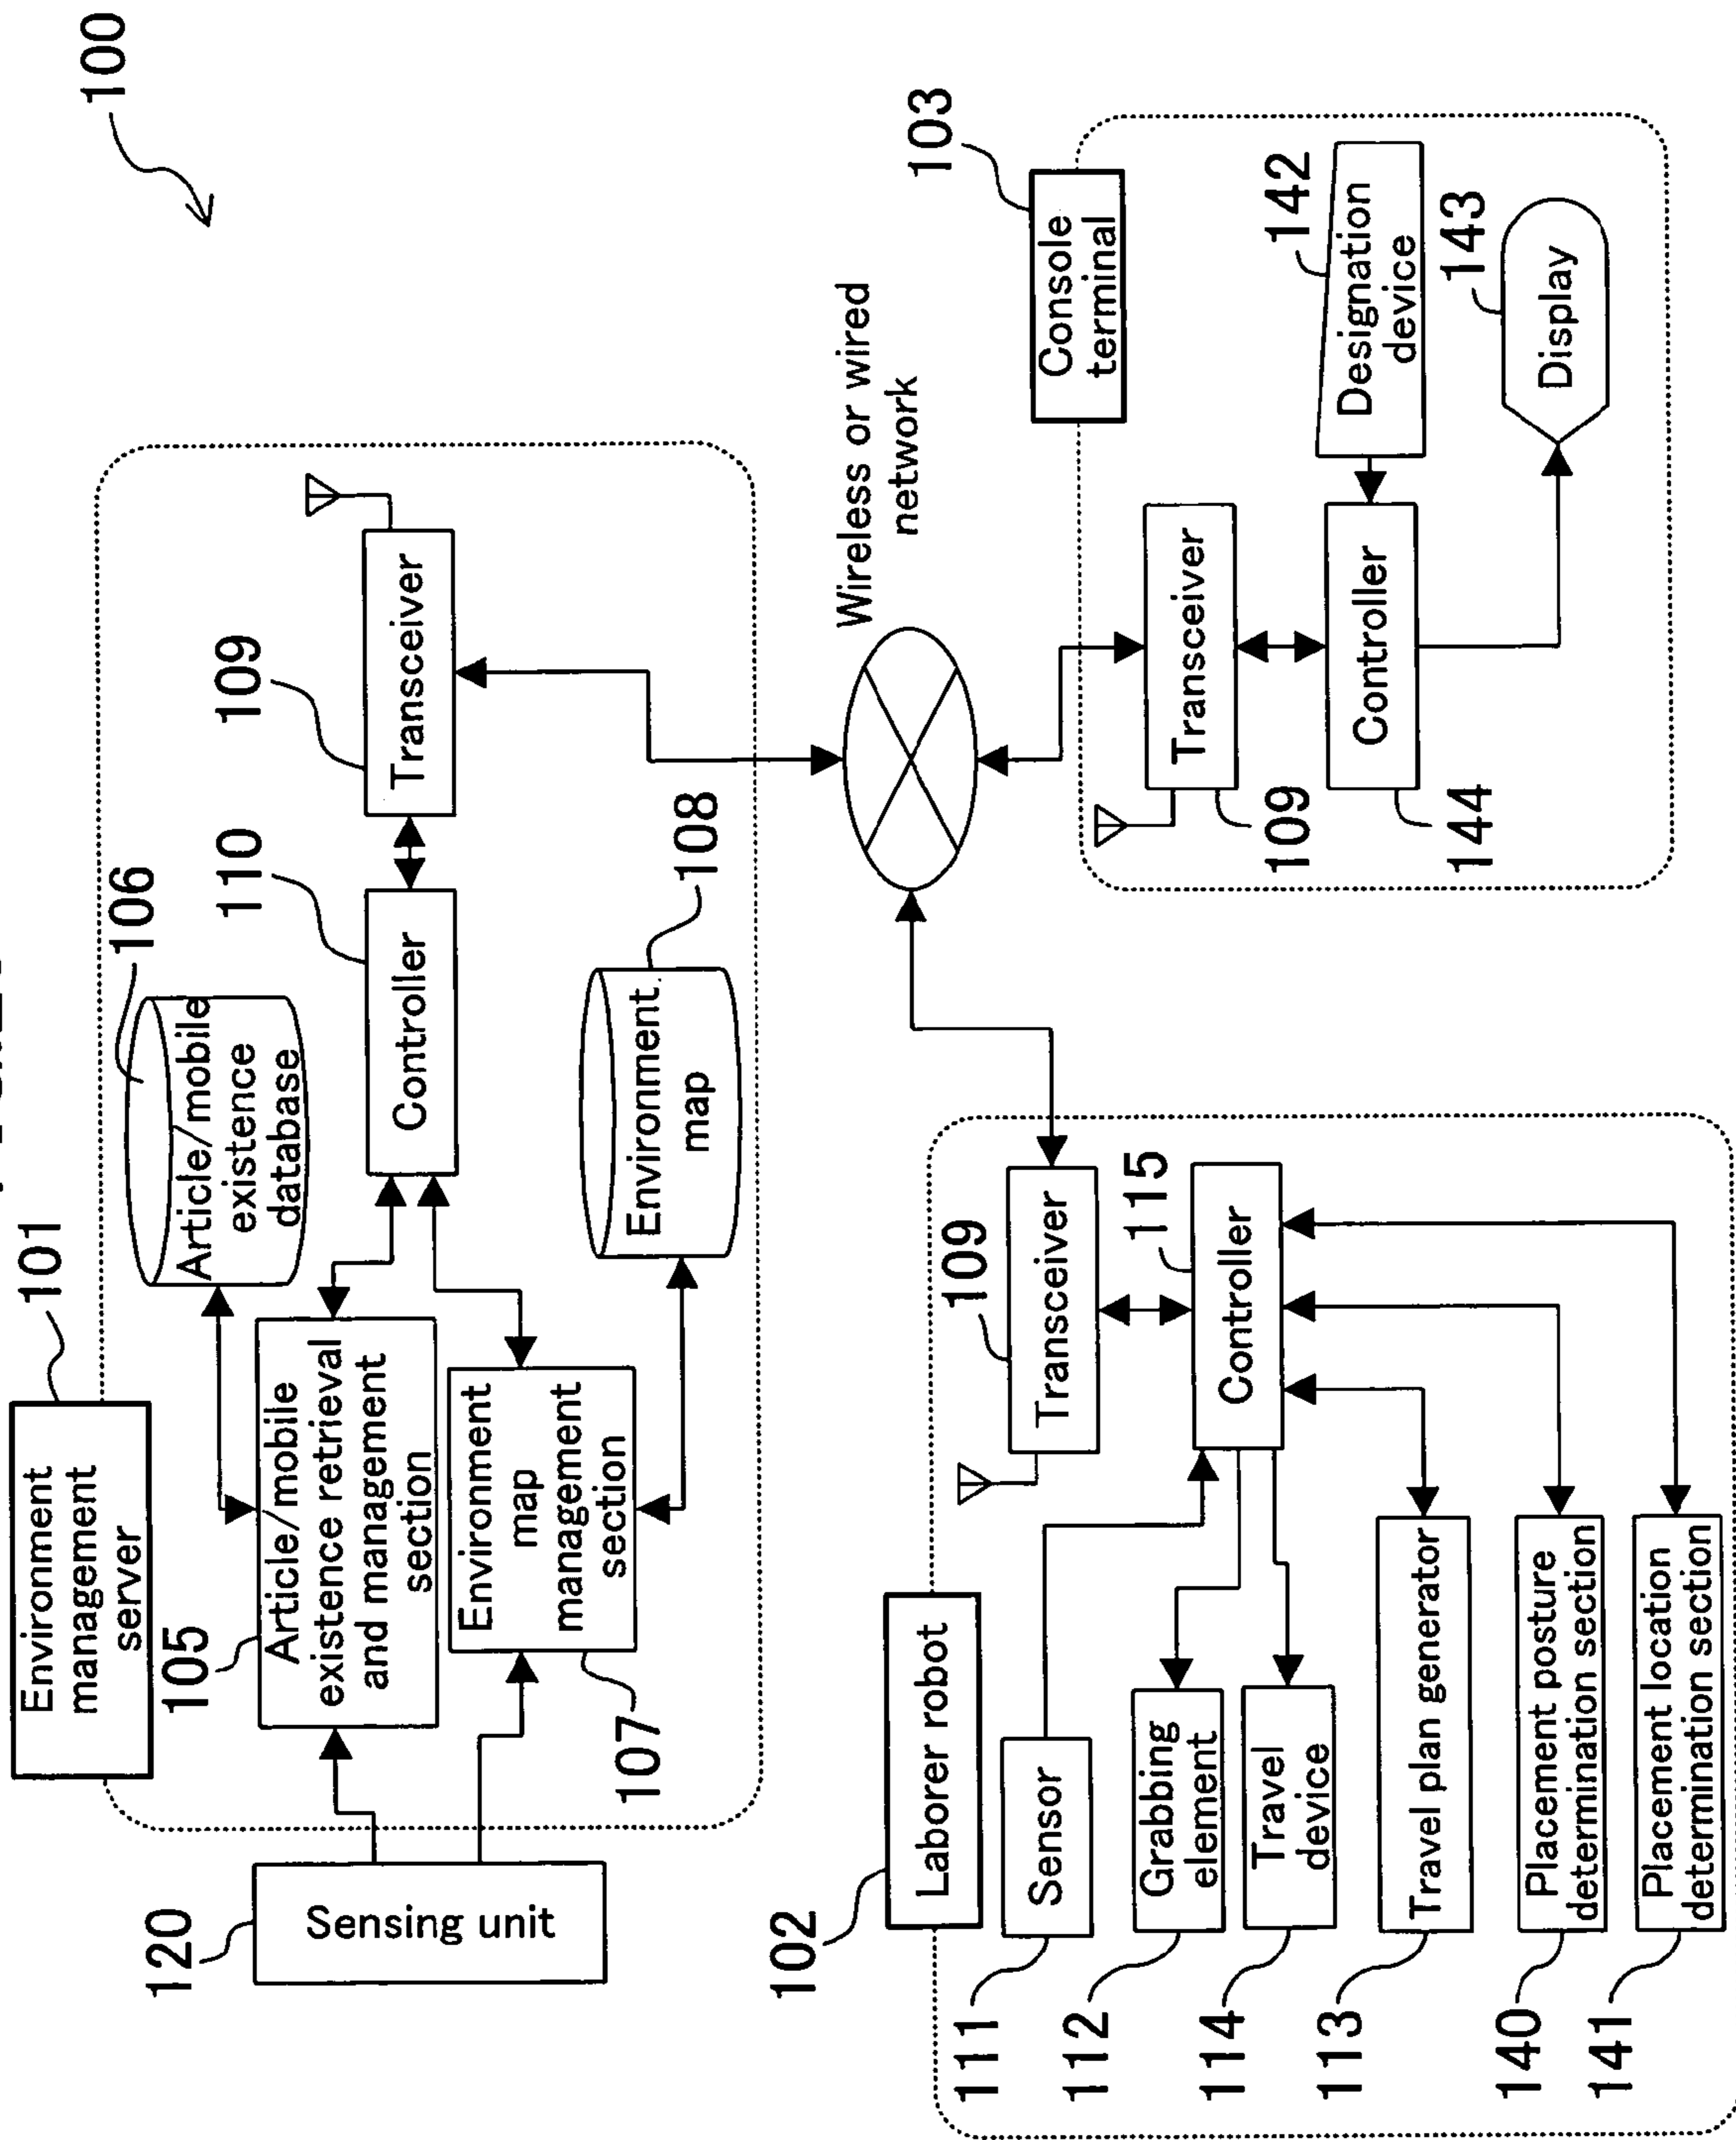 100
101
Environment
management
server
120
Sensing unit
105
Article/mobile
existence retrieval
and management
section
106
Article/mobile
existence
database
107
Environment
map
management
section
108
Environment
map
110
Controller
109
Transceiver
Wireless or wired
network
102
Laborer robot
111
Sensor
112
Grabbing
element
114
Travel
device
113
Travel plan generator
140
Placement posture
determination section
141
Placement location
determination section
109
Transceiver
115
Controller
103
Console
terminal
Transceiver
109
Controller
144
142
Designation
device
143
Display